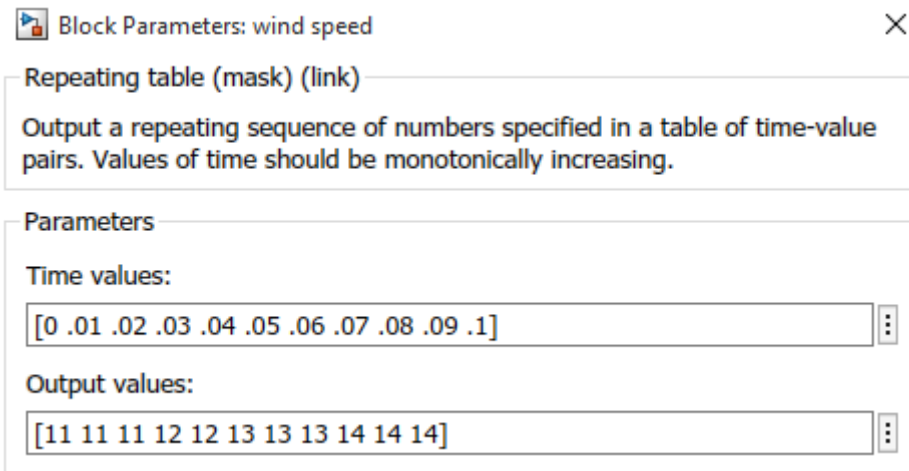 Block Parameters: wind speed
Repeating table (mask) (link)
Output a repeating sequence of numbers specified in a table of time-value
pairs. Values of time should be monotonically increasing.
Parameters
Time values:
[0 .01 .02 .03 .04 .05 .06 .07 .08 .09 .1]
Output values:
[11 11 11 12 12 13 13 13 14 14 14]